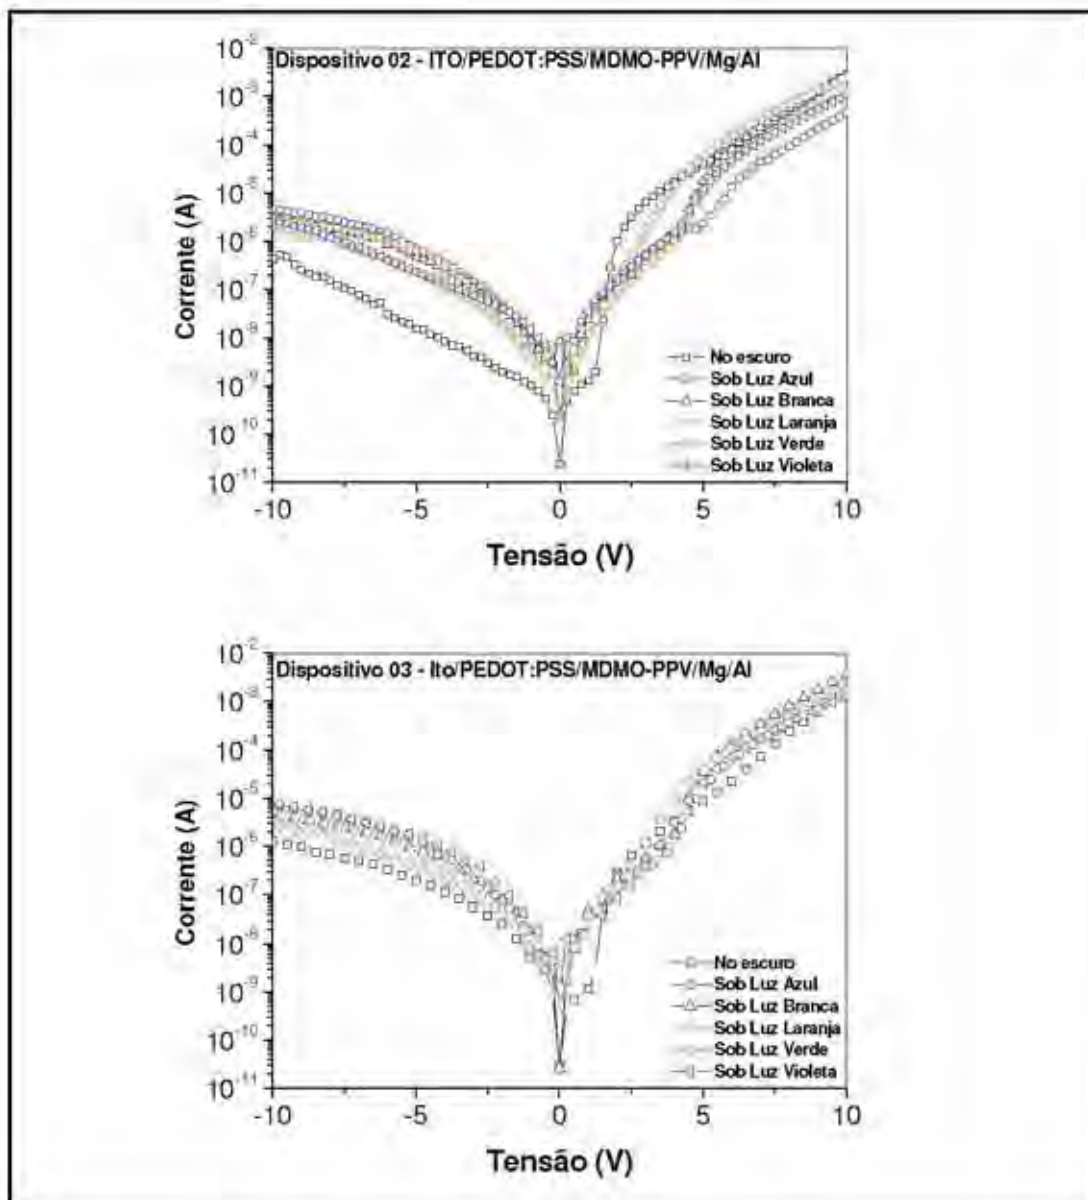 Dispositivo 02 - ITO/PEDOT:PSS/MDMO-PPV/Mg/Al
10⁻²
10⁻³
10⁻⁴
10⁻⁵
10⁻⁶
10⁻⁷
10⁻⁸
10⁻⁹
10⁻¹⁰
10⁻¹¹
Corrente (A)
No escuro
Sob Luz Azul
Sob Luz Branca
Sob Luz Laranja
Sob Luz Verde
Sob Luz Violeta
-10 -5 0 5 10
Tensão (V)
Dispositivo 03 - Ito/PEDOT:PSS/MDMO-PPV/Mg/Al
10⁻²
10⁻³
10⁻⁴
10⁻⁵
10⁻⁶
10⁻⁷
10⁻⁸
10⁻⁹
10⁻¹⁰
10⁻¹¹
Corrente (A)
No escuro
Sob Luz Azul
Sob Luz Branca
Sob Luz Laranja
Sob Luz Verde
Sob Luz Violeta
-10 -5 0 5 10
Tensão (V)